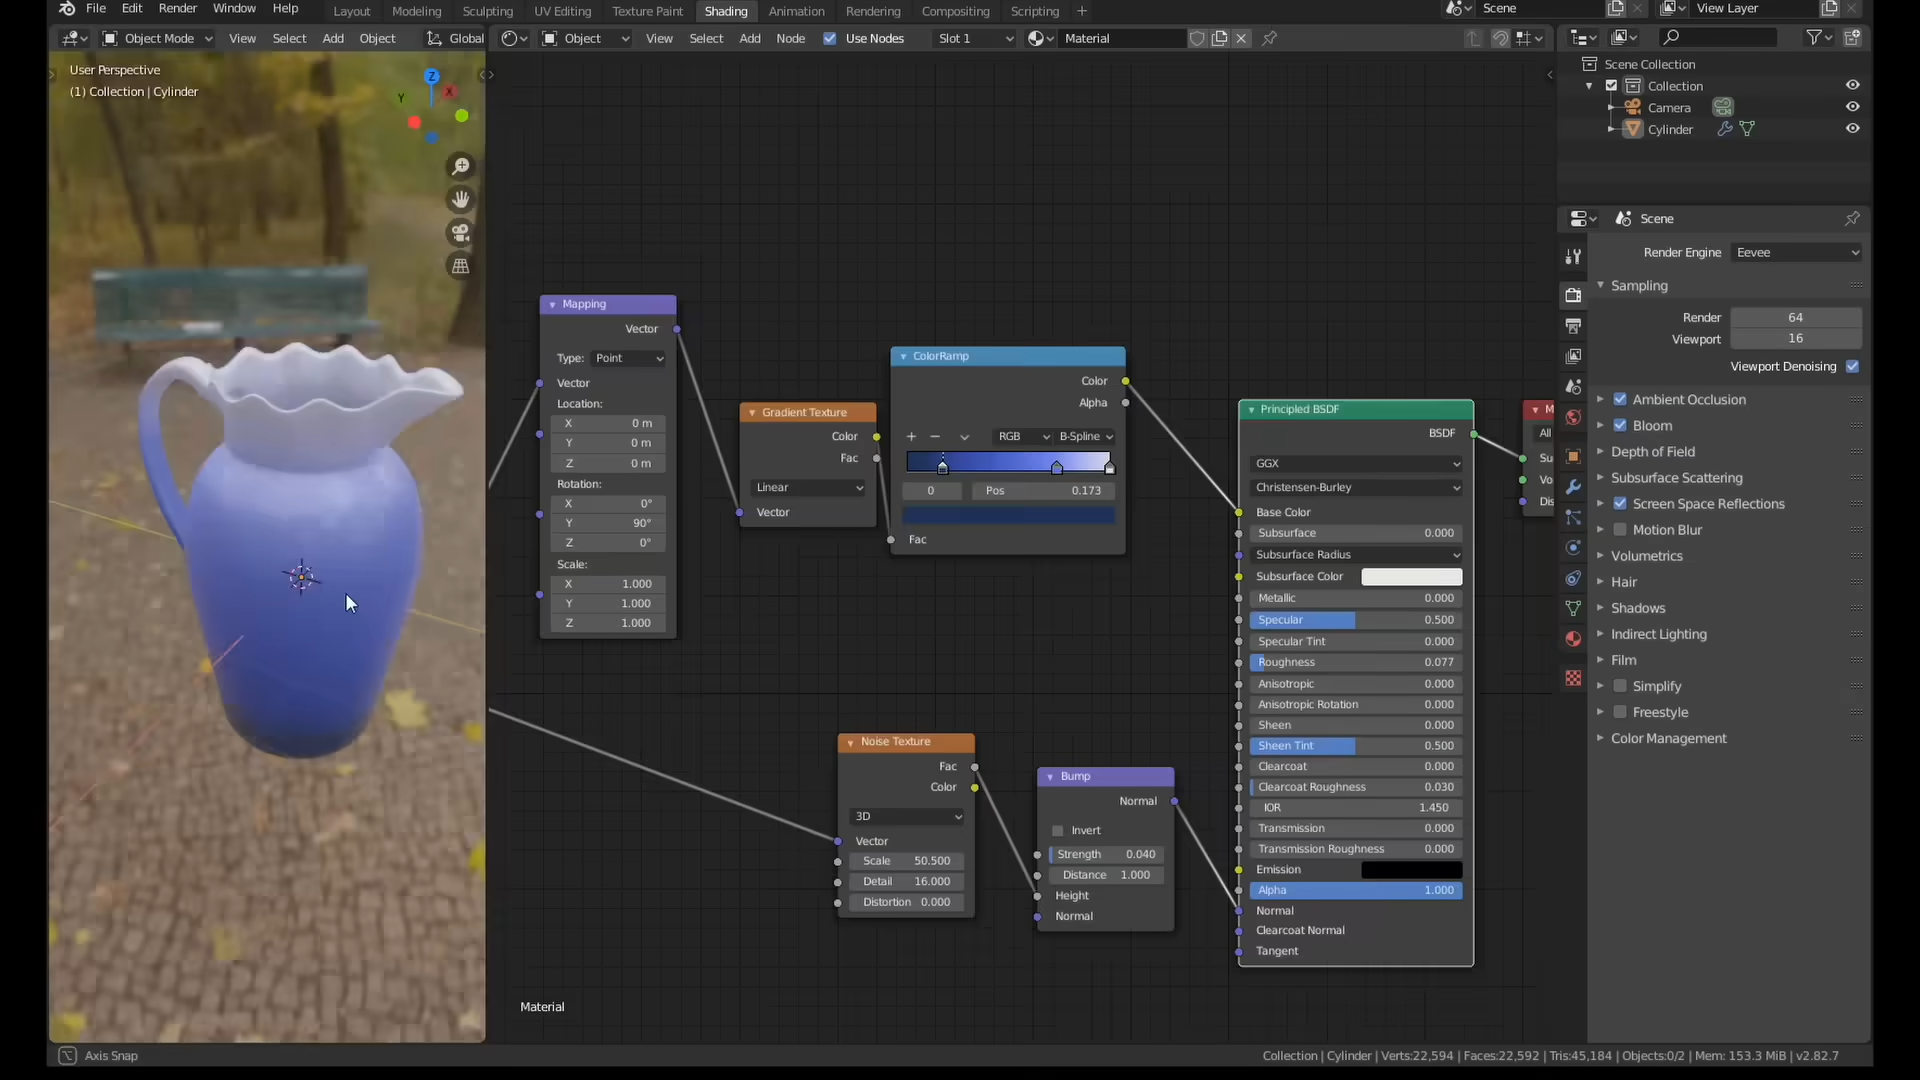 File Edit Render Window Help
Layout Modeling Sculpting UV Editing Texture Paint Shading Animation Rendering Compositing Scripting +
Scene
View Layer
Object Mode View Select Add Object Global
Object View Select Add Node Use Nodes Slot 1 Material
User Perspective
(1) Collection | Cylinder
Z
Y
X
Scene Collection
Collection
Camera
Cylinder
Scene
Render Engine Eevee
Sampling
Render 64
Viewport 16
Viewport Denoising
Ambient Occlusion
Bloom
Depth of Field
Subsurface Scattering
Screen Space Reflections
Motion Blur
Volumetrics
Hair
Shadows
Indirect Lighting
Film
Simplify
Freestyle
Color Management
Mapping
Vector
Type: Point
Vector
Location:
X 0 m
Y 0 m
Z 0 m
Rotation:
X 0°
Y 90°
Z 0°
Scale:
X 1.000
Y 1.000
Z 1.000
Gradient Texture
Color
Fac
Linear
Vector
ColorRamp
Color
Alpha
+ − RGB B-Spline
0 Pos 0.173
Fac
Principled BSDF
BSDF
GGX
Christensen-Burley
Base Color
Subsurface 0.000
Subsurface Radius
Subsurface Color
Metallic 0.000
Specular 0.500
Specular Tint 0.000
Roughness 0.077
Anisotropic 0.000
Anisotropic Rotation 0.000
Sheen 0.000
Sheen Tint 0.500
Clearcoat 0.000
Clearcoat Roughness 0.030
IOR 1.450
Transmission 0.000
Transmission Roughness 0.000
Emission
Alpha 1.000
Normal
Clearcoat Normal
Tangent
M
All
Su
Vo
Dis
Noise Texture
Fac
Color
3D
Vector
Scale 50.500
Detail 16.000
Distortion 0.000
Bump
Normal
Invert
Strength 0.040
Distance 1.000
Height
Normal
Material
Axis Snap
Collection | Cylinder | Verts:22,594 | Faces:22,592 | Tris:45,184 | Objects:0/2 | Mem: 153.3 MiB | v2.82.7